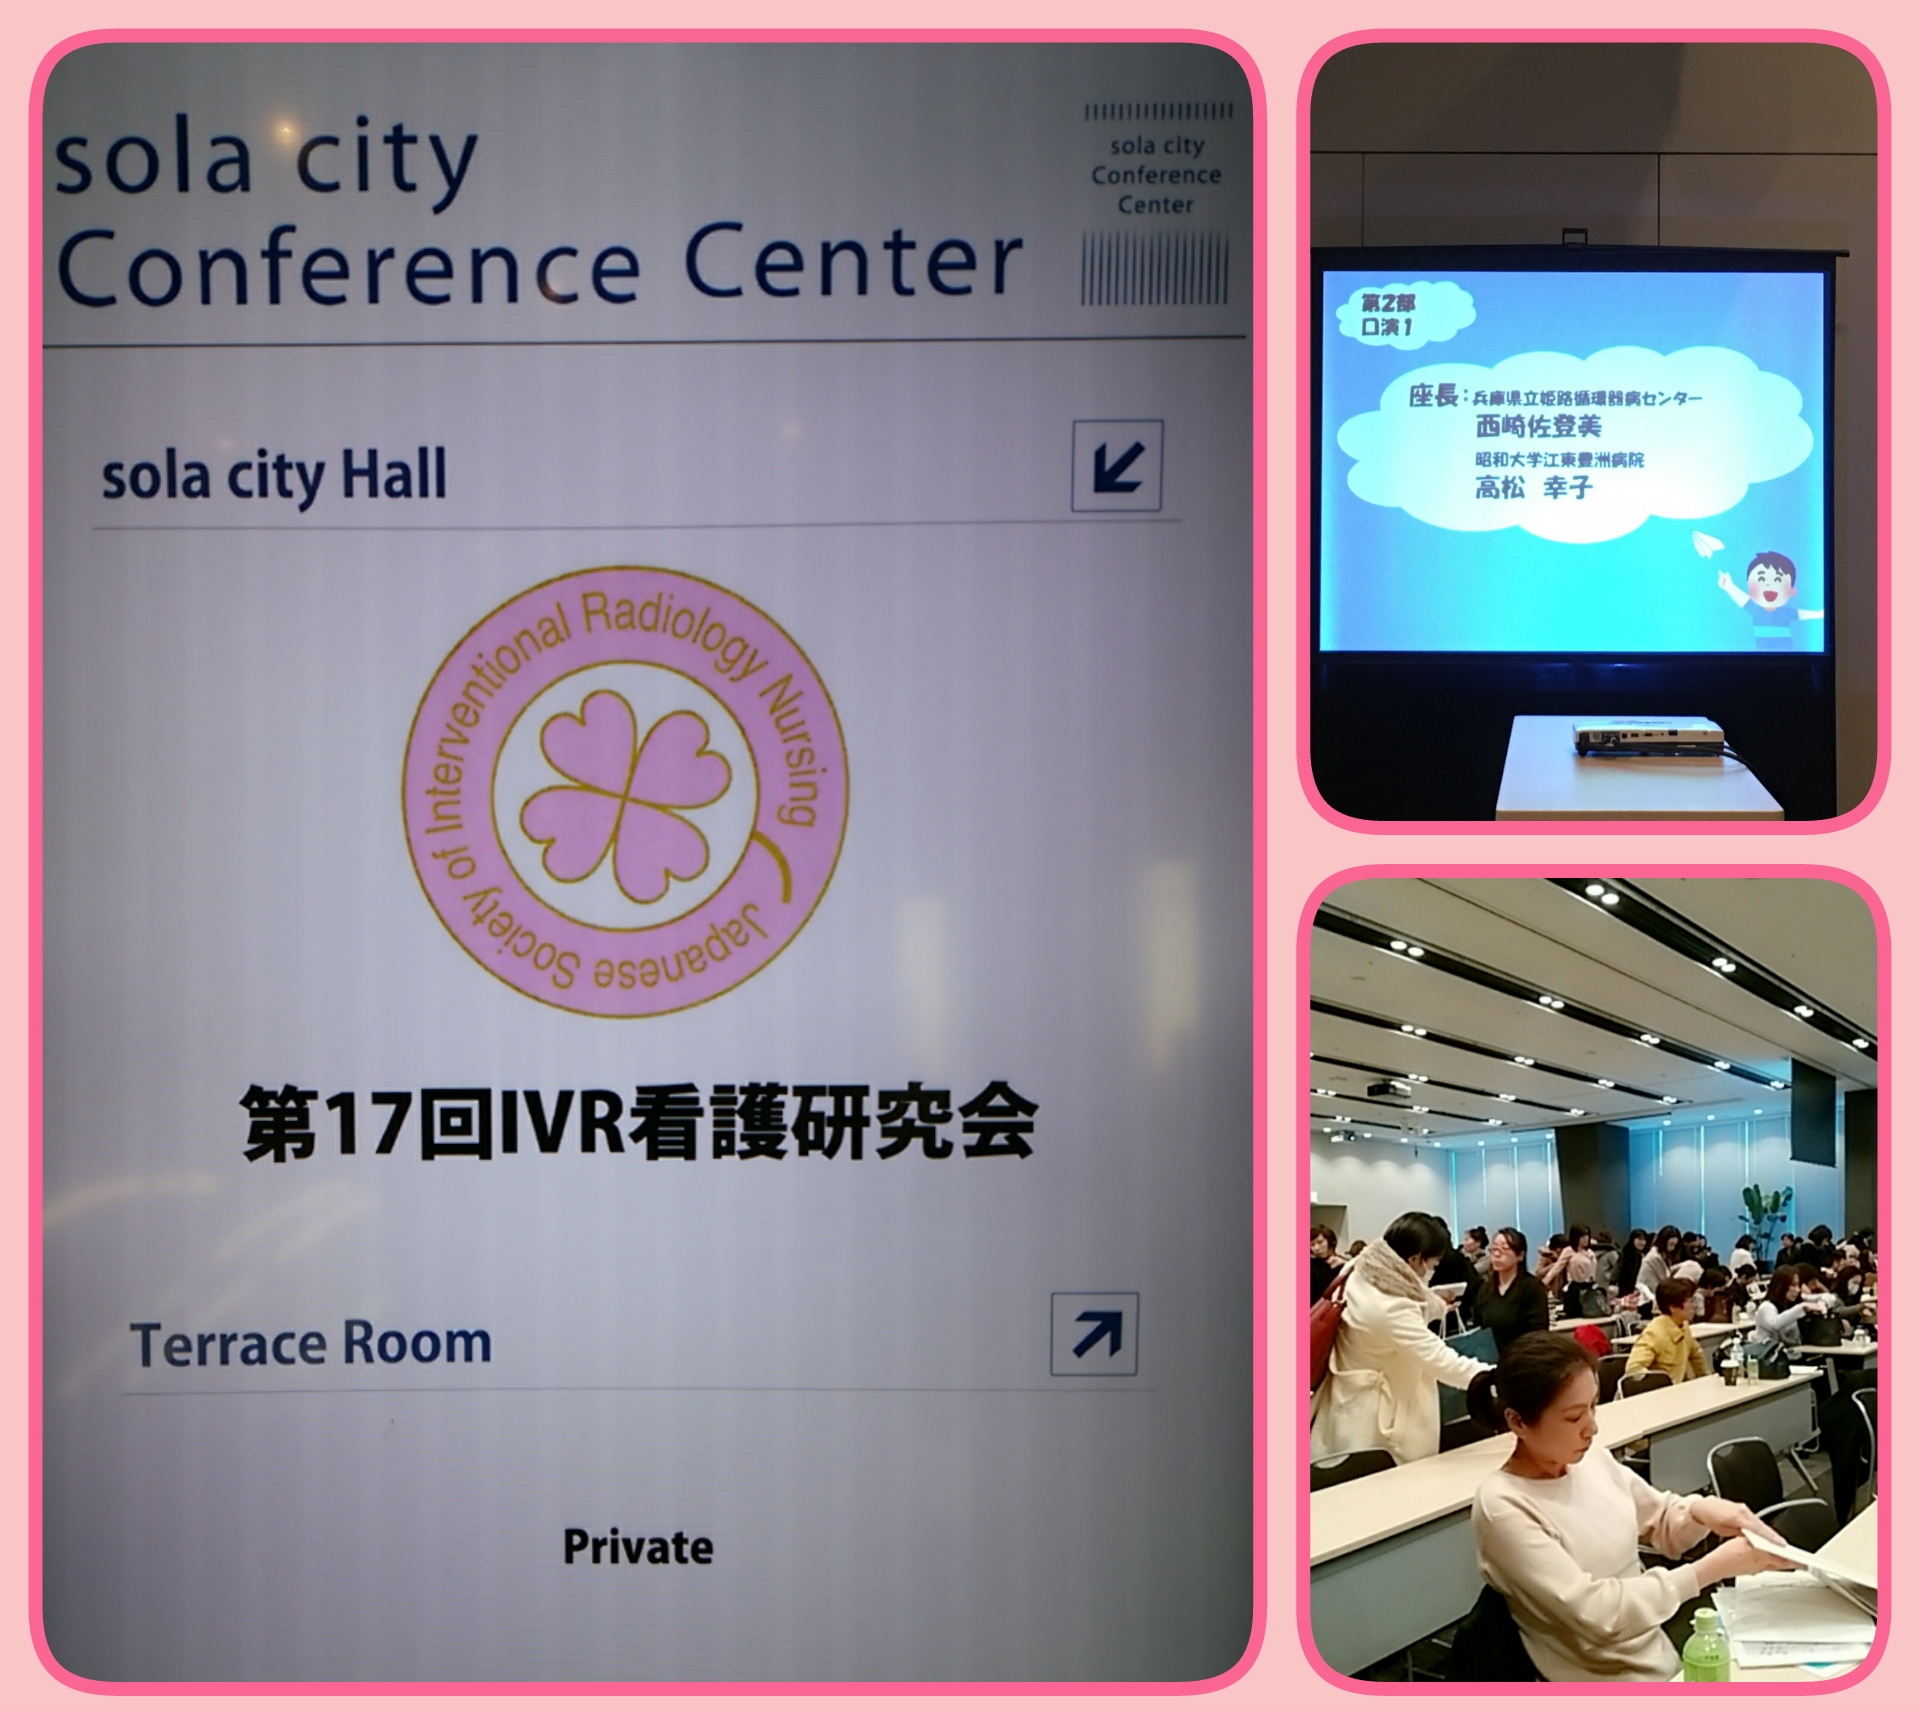 sola city
Conference Center
sola city
Conference
Center
sola city Hall
Japanese Society of Interventional Radiology Nursing
第17回IVR看護研究会
Terrace Room
Private
第2部
口演1
座長:兵庫県立姫路循環器病センター
西崎佐登美
昭和大学江東豊洲病院
高松 幸子